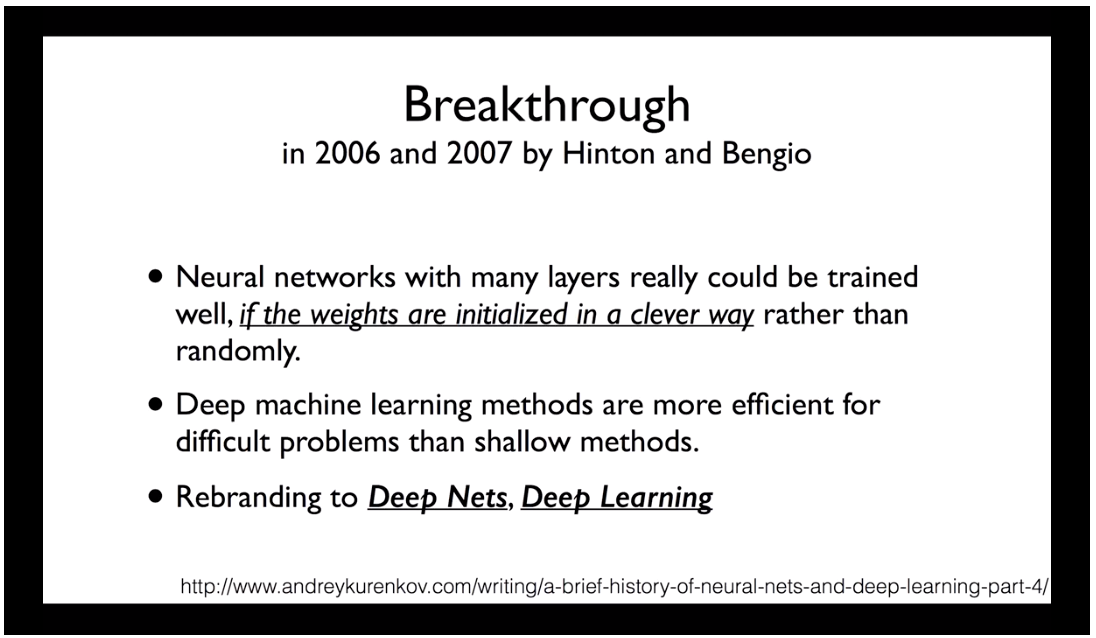 Breakthrough
in 2006 and 2007 by Hinton and Bengio
• Neural networks with many layers really could be trained
well, if the weights are initialized in a clever way rather than
randomly.
• Deep machine learning methods are more efficient for
difficult problems than shallow methods.
• Rebranding to Deep Nets, Deep Learning
http://www.andreykurenkov.com/writing/a-brief-history-of-neural-nets-and-deep-learning-part-4/